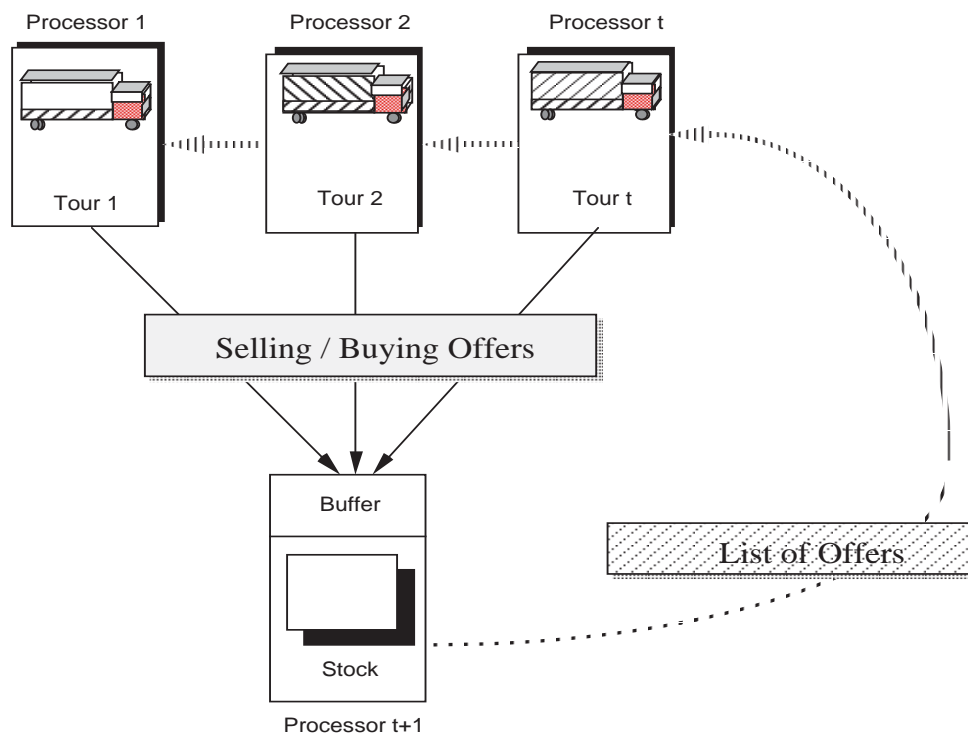 Processor 1
Processor 2
Processor t
Tour 1
Tour 2
Tour t
Selling / Buying Offers
Buffer
List of Offers
Stock
Processor t+1